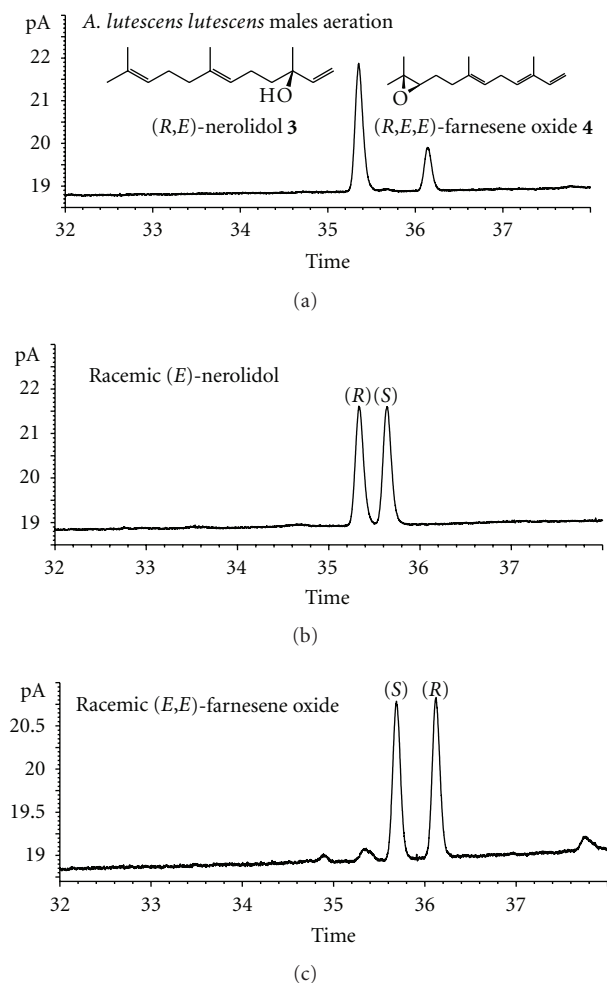 pA
A. lutescens lutescens males aeration
22
21
20
19
HO
O
(R,E)-nerolidol 3
(R,E,E)-farnesene oxide 4
32 33 34 35 36 37
Time
(a)
pA
Racemic (E)-nerolidol
(R) (S)
22
21
20
19
32 33 34 35 36 37
Time
(b)
pA
Racemic (E,E)-farnesene oxide
(S) (R)
20.5
20
19.5
19
32 33 34 35 36 37
Time
(c)